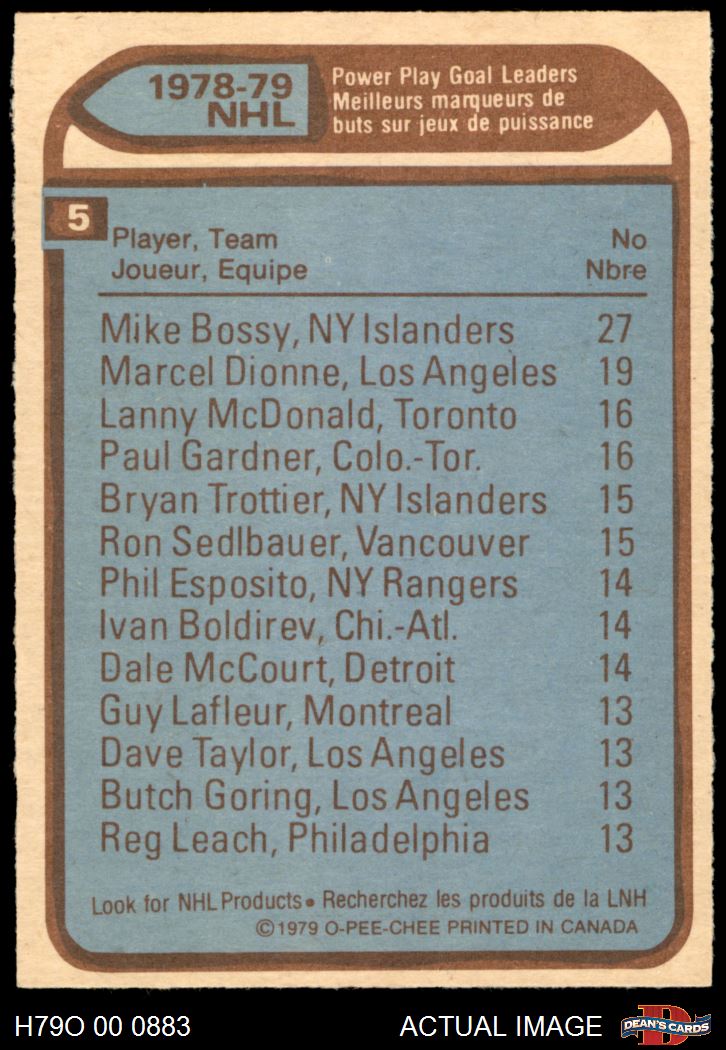 1978-79
NHL
Power Play Goal Leaders
Meilleurs marqueurs de
buts sur jeux de puissance
5
Player, Team No
Joueur, Equipe Nbre
Mike Bossy, NY Islanders 27
Marcel Dionne, Los Angeles 19
Lanny McDonald, Toronto 16
Paul Gardner, Colo.-Tor. 16
Bryan Trottier, NY Islanders 15
Ron Sedlbauer, Vancouver 15
Phil Esposito, NY Rangers 14
Ivan Boldirev, Chi.-Atl. 14
Dale McCourt, Detroit 14
Guy Lafleur, Montreal 13
Dave Taylor, Los Angeles 13
Butch Goring, Los Angeles 13
Reg Leach, Philadelphia 13
Look for NHL Products • Recherchez les produits de la LNH
©1979 O-PEE-CHEE PRINTED IN CANADA
H79O 00 0883 ACTUAL IMAGE
D
DEAN'S CARDS